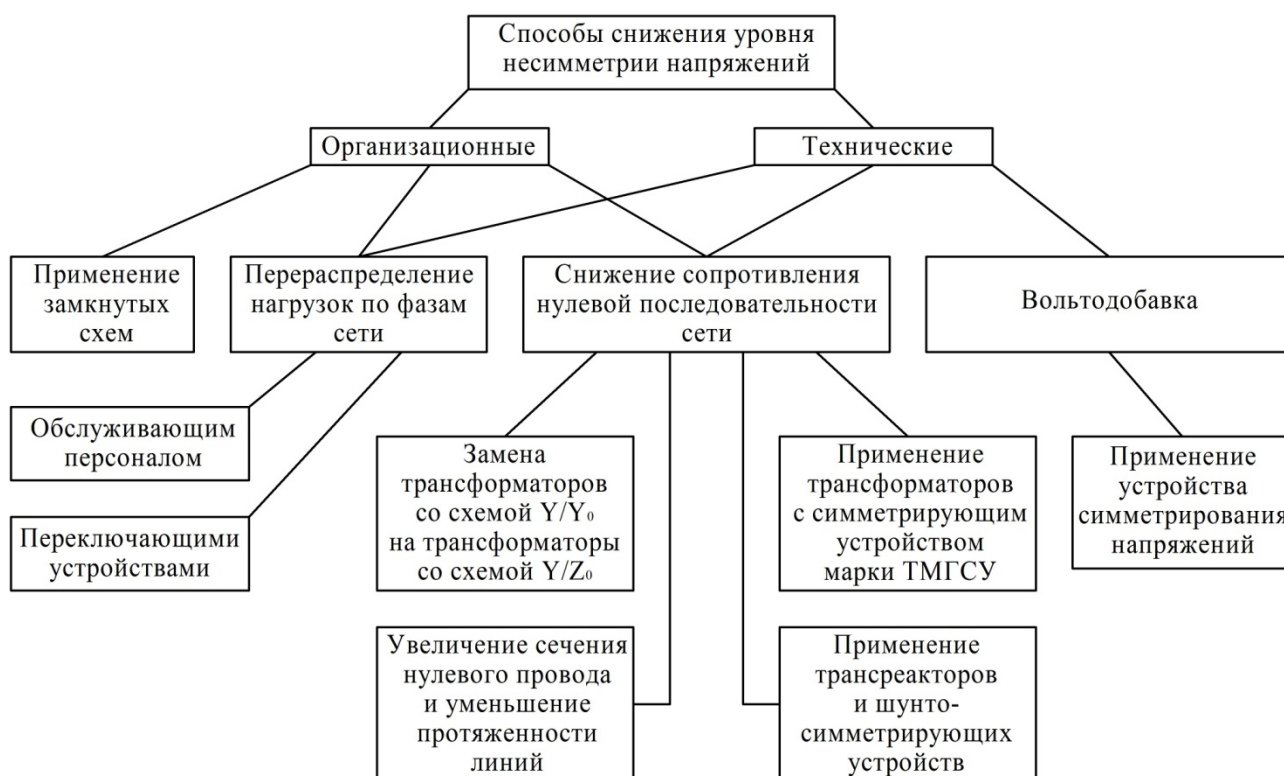 Способы снижения уровня
несимметрии напряжений
Организационные
Технические
Применение
замкнутых
схем
Перераспределение
нагрузок по фазам
сети
Снижение сопротивления
нулевой последовательности
сети
Вольтодобавка
Обслуживающим
персоналом
Переключающими
устройствами
Замена
трансформаторов
со схемой Y/Y₀
на трансформаторы
со схемой Y/Z₀
Применение
трансформаторов
с симметрирующим
устройством
марки ТМГСУ
Применение
устройства
симметрирования
напряжений
Увеличение сечения
нулевого провода
и уменьшение
протяженности
линий
Применение
трансреакторов
и шунто-
симметрирующих
устройств